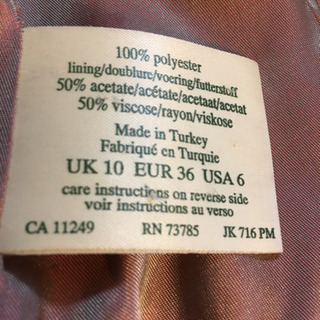 100% polyester
lining/doublure/voering/futterstoff
50% acetate/acétate/acetaat/acetat
50% viscose/rayon/viskose
Made in Turkey
Fabriqué en Turquie
UK 10 EUR 36 USA 6
care instructions on reverse side
voir instructions au verso
CA 11249 RN 73785 JK 716 PM